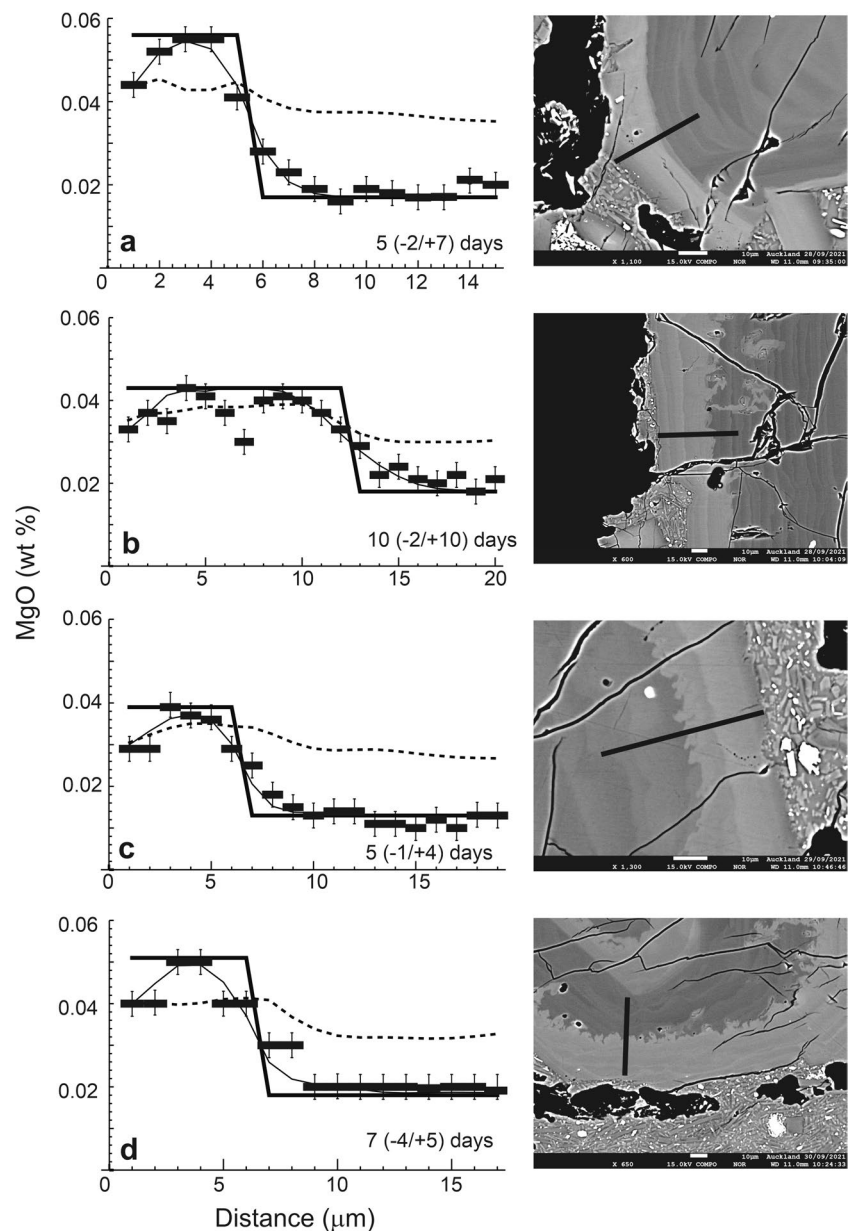 MgO (wt %)
0.06
0.04
0.02
a
5 (-2/+7) days
0
2
4
6
8
10
12
14
X 1,100 15.0kV COMPO NOR 10μm Auckland 28/09/2021 WD 11.0mm 09:35:00
0.06
0.04
0.02
b
10 (-2/+10) days
0
5
10
15
20
X 600 15.0kV COMPO NOR 10μm Auckland 28/09/2021 WD 11.0mm 10:04:09
0.06
0.04
0.02
c
5 (-1/+4) days
0
5
10
15
X 1,300 15.0kV COMPO NOR 10μm Auckland 29/09/2021 WD 11.0mm 10:46:46
0.06
0.04
0.02
d
7 (-4/+5) days
0
5
10
15
X 650 15.0kV COMPO NOR 10μm Auckland 30/09/2021 WD 11.0mm 10:24:33
Distance (μm)